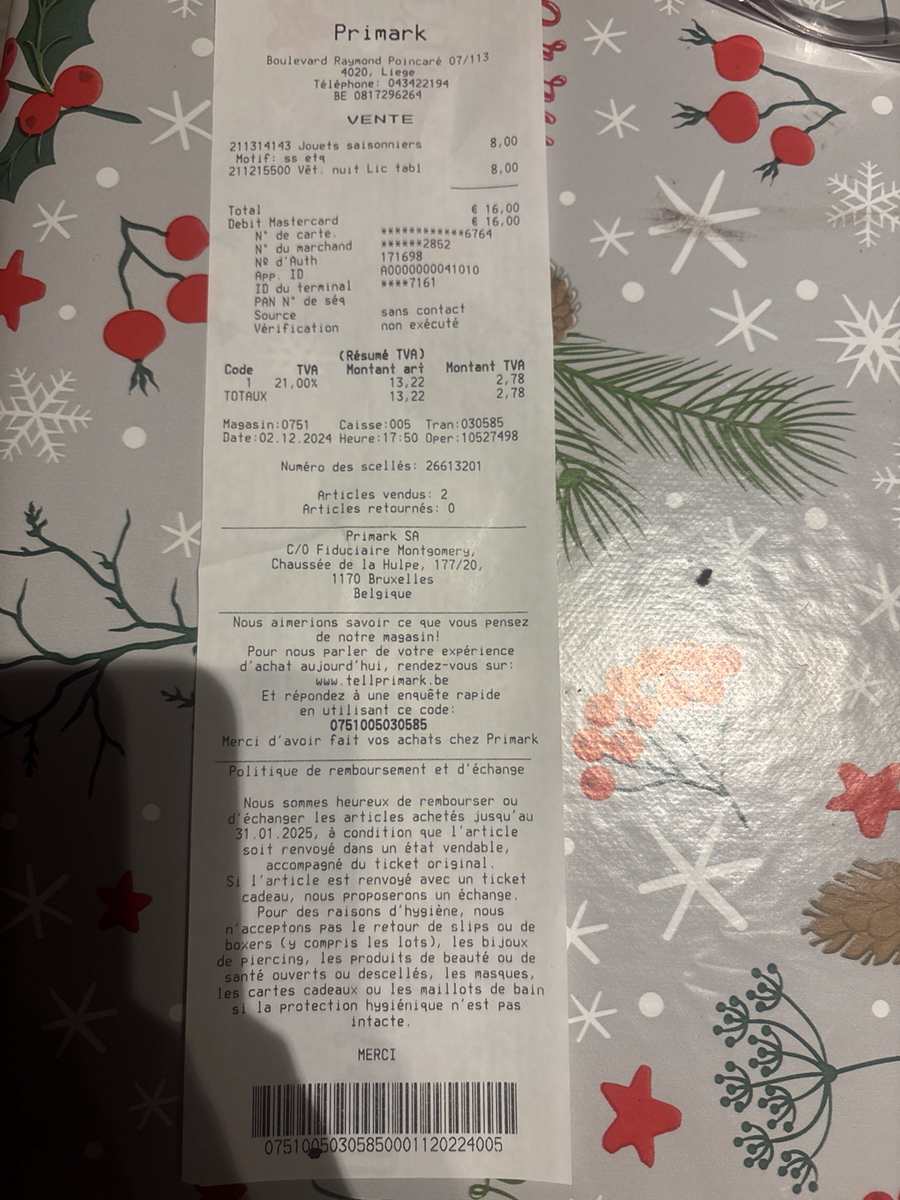 Primark
Boulevard Raymond Poincaré 07/113
4020, Liege
Téléphone: 043422194
BE 0817296264
VENTE
211314143 Jouets saisonniers 8,00
Motif: ss etq
211215500 Vêt. nuit Lic tabl 8,00
Total € 16,00
Debit Mastercard € 16,00
N° de carte. ************6764
N° du marchand ******2852
Nº d'Auth 171698
App. ID A0000000041010
ID du terminal ****7161
PAN N° de séq
Source sans contact
Vérification non exécuté
(Résumé TVA)
Code TVA Montant art Montant TVA
1 21,00% 13,22 2,78
TOTAUX 13,22 2,78
Magasin:0751 Caisse:005 Tran:030585
Date:02.12.2024 Heure:17:50 Oper:10527498
Numéro des scellés: 26613201
Articles vendus: 2
Articles retournés: 0
Primark SA
C/O Fiduciaire Montgomery,
Chaussée de la Hulpe, 177/20,
1170 Bruxelles
Belgique
Nous aimerions savoir ce que vous pensez
de notre magasin!
Pour nous parler de votre expérience
d'achat aujourd'hui, rendez-vous sur:
www.tellprimark.be
Et répondez à une enquête rapide
en utilisant ce code:
0751005030585
Merci d'avoir fait vos achats chez Primark
Politique de remboursement et d'échange
Nous sommes heureux de rembourser ou
d'échanger les articles achetés jusqu'au
31.01.2025, à condition que l'article
soit renvoyé dans un état vendable,
accompagné du ticket original.
Si l'article est renvoyé avec un ticket
cadeau, nous proposerons un échange.
Pour des raisons d'hygiène, nous
n'acceptons pas le retour de slips ou de
boxers (y compris les lots), les bijoux
de piercing, les produits de beauté ou de
santé ouverts ou descellés, les masques,
les cartes cadeaux ou les maillots de bain
si la protection hygiénique n'est pas
intacte.
MERCI
07510050305850001120224005